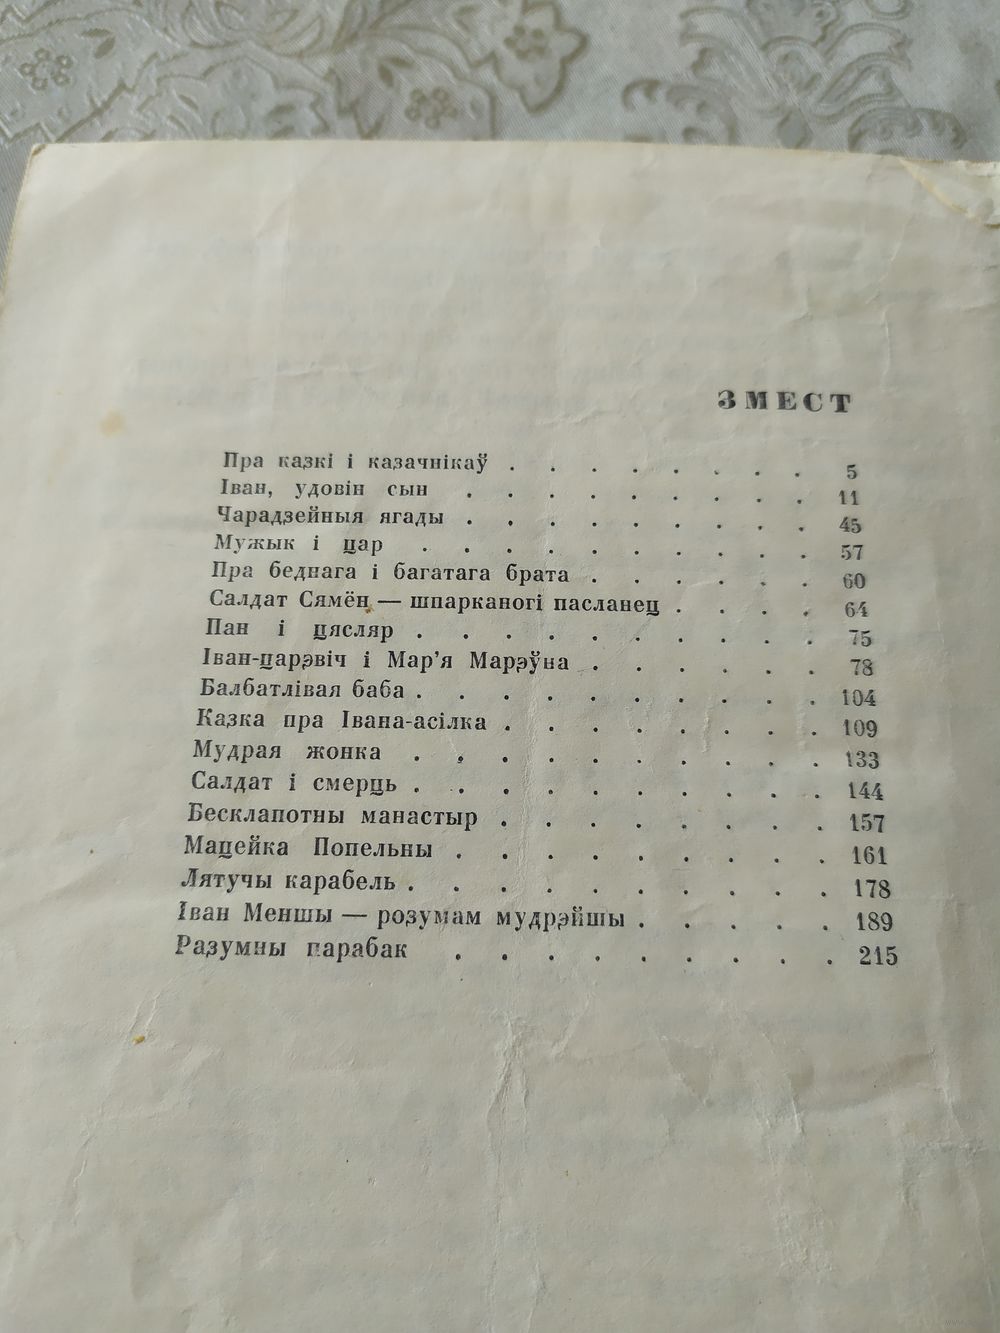 ЗМЕСТ
Пра казкі і казачнікаў . . . . . . . . 5
Іван, удовін сын . . . . . . . . . 11
Чарадзейныя ягады . . . . . . . . . 45
Мужык і цар . . . . . . . . . . 57
Пра беднага і багатага брата . . . . . . 60
Салдат Сямён — шпарканогі пасланец . . . . 64
Пан і цясляр . . . . . . . . . . 75
Іван-царэвіч і Мар’я Марэўна . . . . . . 78
Балбатлівая баба . . . . . . . . . . 104
Казка пра Івана-асілка . . . . . . . . 109
Мудрая жонка . . . . . . . . . . 133
Салдат і смерць . . . . . . . . . . 144
Бесклапотны манастыр . . . . . . . . 157
Мацейка Попельны . . . . . . . . . 161
Лятучы карабель . . . . . . . . . . 178
Іван Меншы — розумам мудрэйшы . . . . . 189
Разумны парабак . . . . . . . . . 215